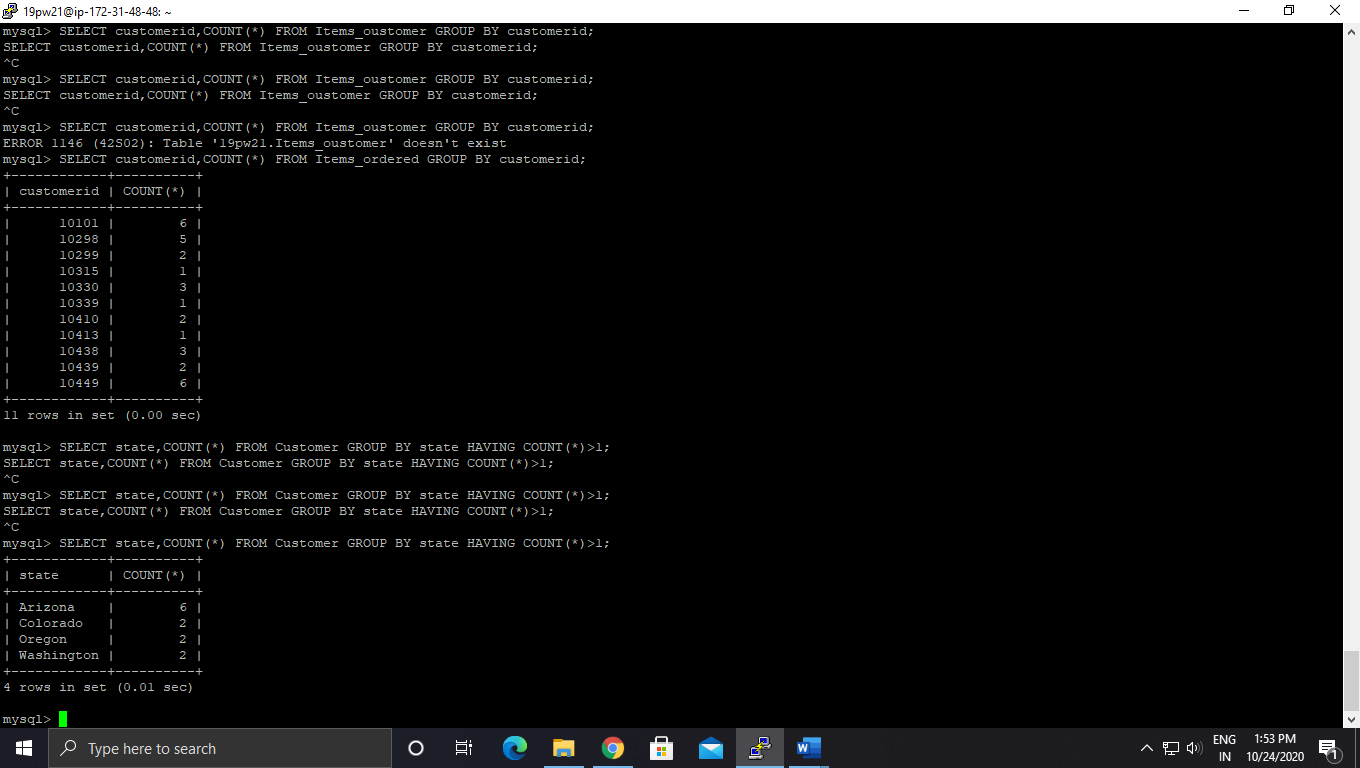 19pw21@ip-172-31-48-48: ~
mysql> SELECT customerid,COUNT(*) FROM Items_oustomer GROUP BY customerid;
SELECT customerid,COUNT(*) FROM Items_oustomer GROUP BY customerid;
^C
mysql> SELECT customerid,COUNT(*) FROM Items_oustomer GROUP BY customerid;
SELECT customerid,COUNT(*) FROM Items_oustomer GROUP BY customerid;
^C
mysql> SELECT customerid,COUNT(*) FROM Items_oustomer GROUP BY customerid;
ERROR 1146 (42S02): Table '19pw21.Items_oustomer' doesn't exist
mysql> SELECT customerid,COUNT(*) FROM Items_ordered GROUP BY customerid;
+------------+----------+
| customerid | COUNT(*) |
+------------+----------+
|      10101 |        6 |
|      10298 |        5 |
|      10299 |        2 |
|      10315 |        1 |
|      10330 |        3 |
|      10339 |        1 |
|      10410 |        2 |
|      10413 |        1 |
|      10438 |        3 |
|      10439 |        2 |
|      10449 |        6 |
+------------+----------+
11 rows in set (0.00 sec)
mysql> SELECT state,COUNT(*) FROM Customer GROUP BY state HAVING COUNT(*)>1;
SELECT state,COUNT(*) FROM Customer GROUP BY state HAVING COUNT(*)>1;
^C
mysql> SELECT state,COUNT(*) FROM Customer GROUP BY state HAVING COUNT(*)>1;
SELECT state,COUNT(*) FROM Customer GROUP BY state HAVING COUNT(*)>1;
^C
mysql> SELECT state,COUNT(*) FROM Customer GROUP BY state HAVING COUNT(*)>1;
+------------+----------+
| state      | COUNT(*) |
+------------+----------+
| Arizona    |        6 |
| Colorado   |        2 |
| Oregon     |        2 |
| Washington |        2 |
+------------+----------+
4 rows in set (0.01 sec)
mysql>
Type here to search
W
ENG
IN
1:53 PM
10/24/2020
1